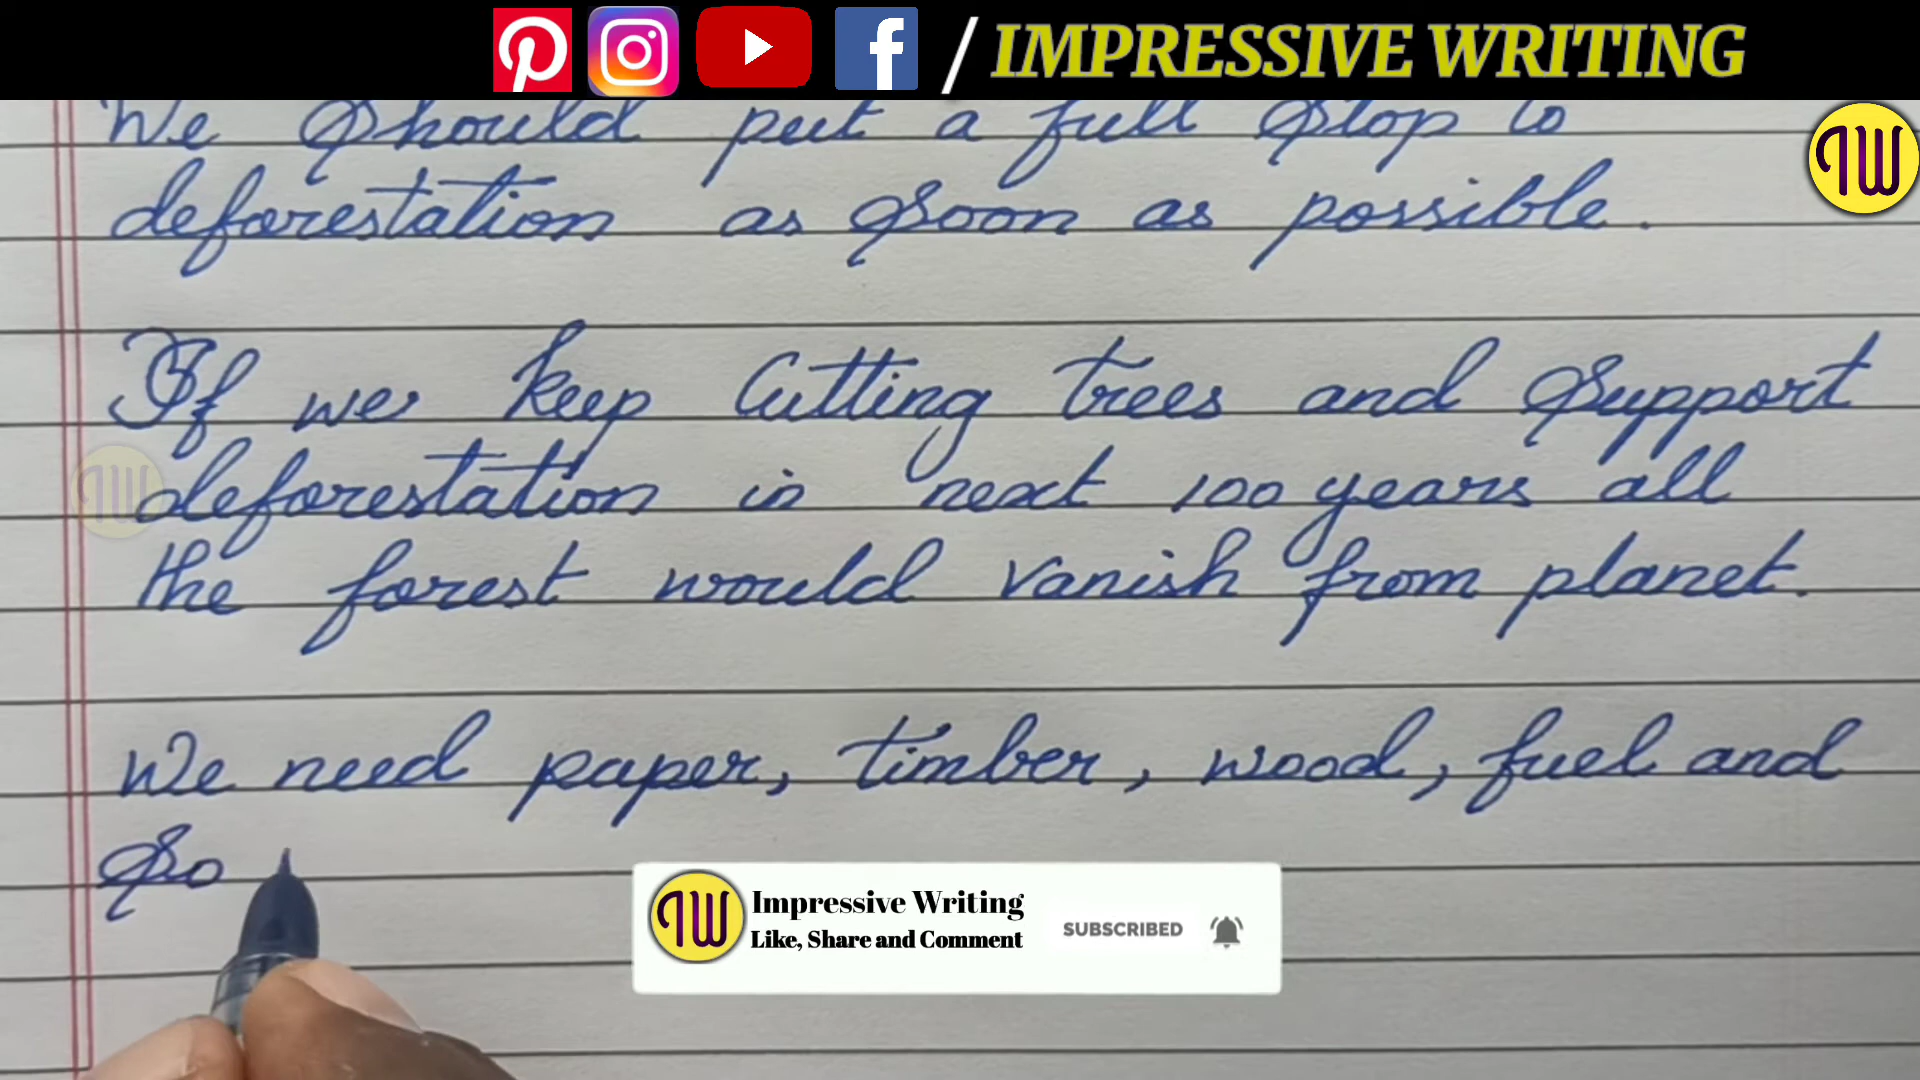 / IMPRESSIVE WRITING
IW
We Should put a full Stop to
deforestation as Soon as possible.
If we keep Cutting trees and Support
deforestation in next 100 years all
the forest would vanish from planet.
We need paper, timber, wood, fuel and
So
Impressive Writing
Like, Share and Comment
SUBSCRIBED